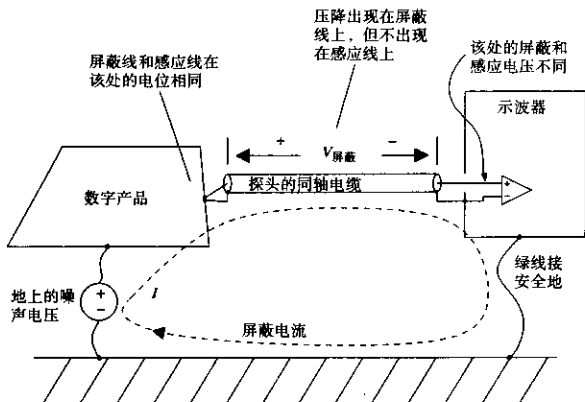 压降出现在屏蔽
线上，但不出现
在感应线上
该处的屏蔽和
感应电压不同
屏蔽线和感应线在
该处的电位相同
示波器
+
V屏蔽
−
数字产品
探头的同轴电缆
+
地上的噪
声电压
+
−
I
绿线接
安全地
屏蔽电流